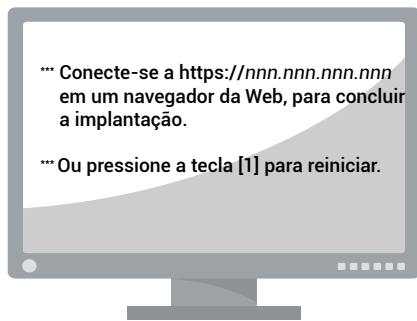 *** Conecte-se a https://nnn.nnn.nnn.nnn
em um navegador da Web, para concluir
a implantação.
*** Ou pressione a tecla [1] para reiniciar.